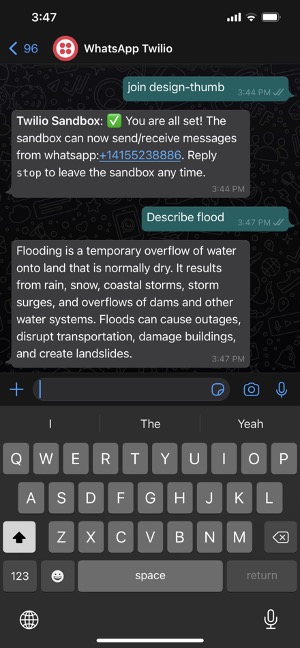 3:47
96
WhatsApp Twilio
join design-thumb
3:44 PM
Twilio Sandbox: ✅ You are all set! The
sandbox can now send/receive messages
from whatsapp:+14155238886. Reply
stop to leave the sandbox any time.
3:44 PM
Describe flood
3:47 PM
Flooding is a temporary overflow of water
onto land that is normally dry. It results
from rain, snow, coastal storms, storm
surges, and overflows of dams and other
water systems. Floods can cause outages,
disrupt transportation, damage buildings,
and create landslides.
3:47 PM
I The Yeah
Q W E R T Y U I O P
A S D F G H J K L
Z X C V B N M
123 space return